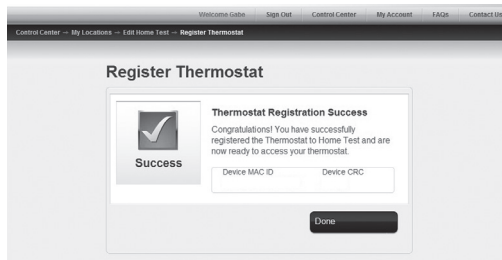 Welcome Gabe Sign Out Control Center My Account FAQs Contact Us
Control Center → My Locations → Edit Home Test → Register Thermostat
Register Thermostat
Thermostat Registration Success
Congratulations! You have successfully
registered the Thermostat to Home Test and are
now ready to access your thermostat.
Success
Device MAC ID Device CRC
Done